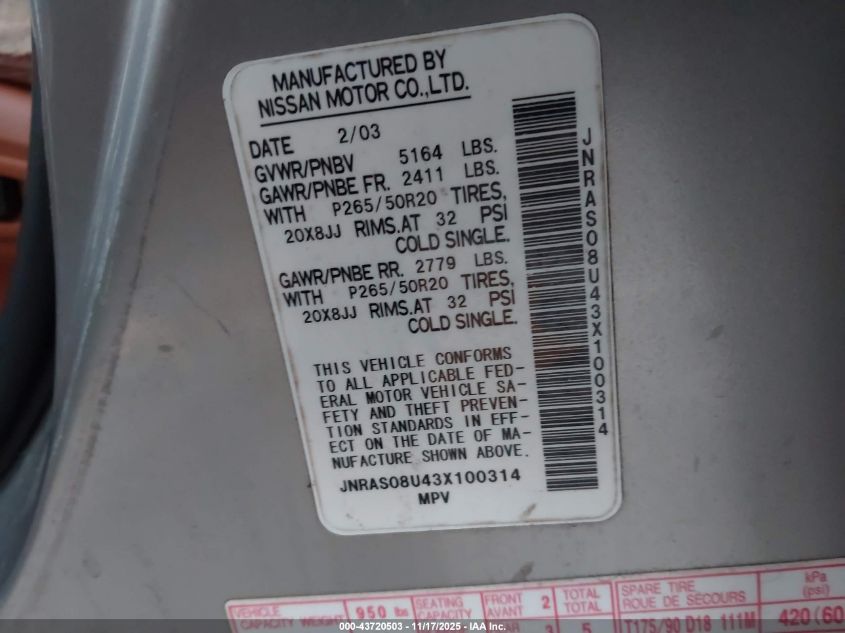 MANUFACTURED BY
NISSAN MOTOR CO.,LTD.
DATE 2/03
GVWR/PNBV 5164 LBS.
GAWR/PNBE FR. 2411 LBS.
WITH P265/50R20 TIRES,
20X8JJ RIMS.AT 32 PSI
COLD SINGLE.
GAWR/PNBE RR. 2779 LBS.
WITH P265/50R20 TIRES,
20X8JJ RIMS.AT 32 PSI
COLD SINGLE.
THIS VEHICLE CONFORMS
TO ALL APPLICABLE FED-
ERAL MOTOR VEHICLE SA-
FETY AND THEFT PREVEN-
TION STANDARDS IN EFF-
ECT ON THE DATE OF MA-
NUFACTURE SHOWN ABOVE.
JNRAS08U43X100314
MPV
JNRAS08U43X100314
VEHICLE CAPACITY WEIGHT 950 lbs
SEATING CAPACITY
FRONT AVANT 2
3
TOTAL TOTAL 5
SPARE TIRE
ROUE DE SECOURS
T175/90 D18 111M
kPa
(psi)
420(60
000-43720503 - 11/17/2025 - IAA Inc.